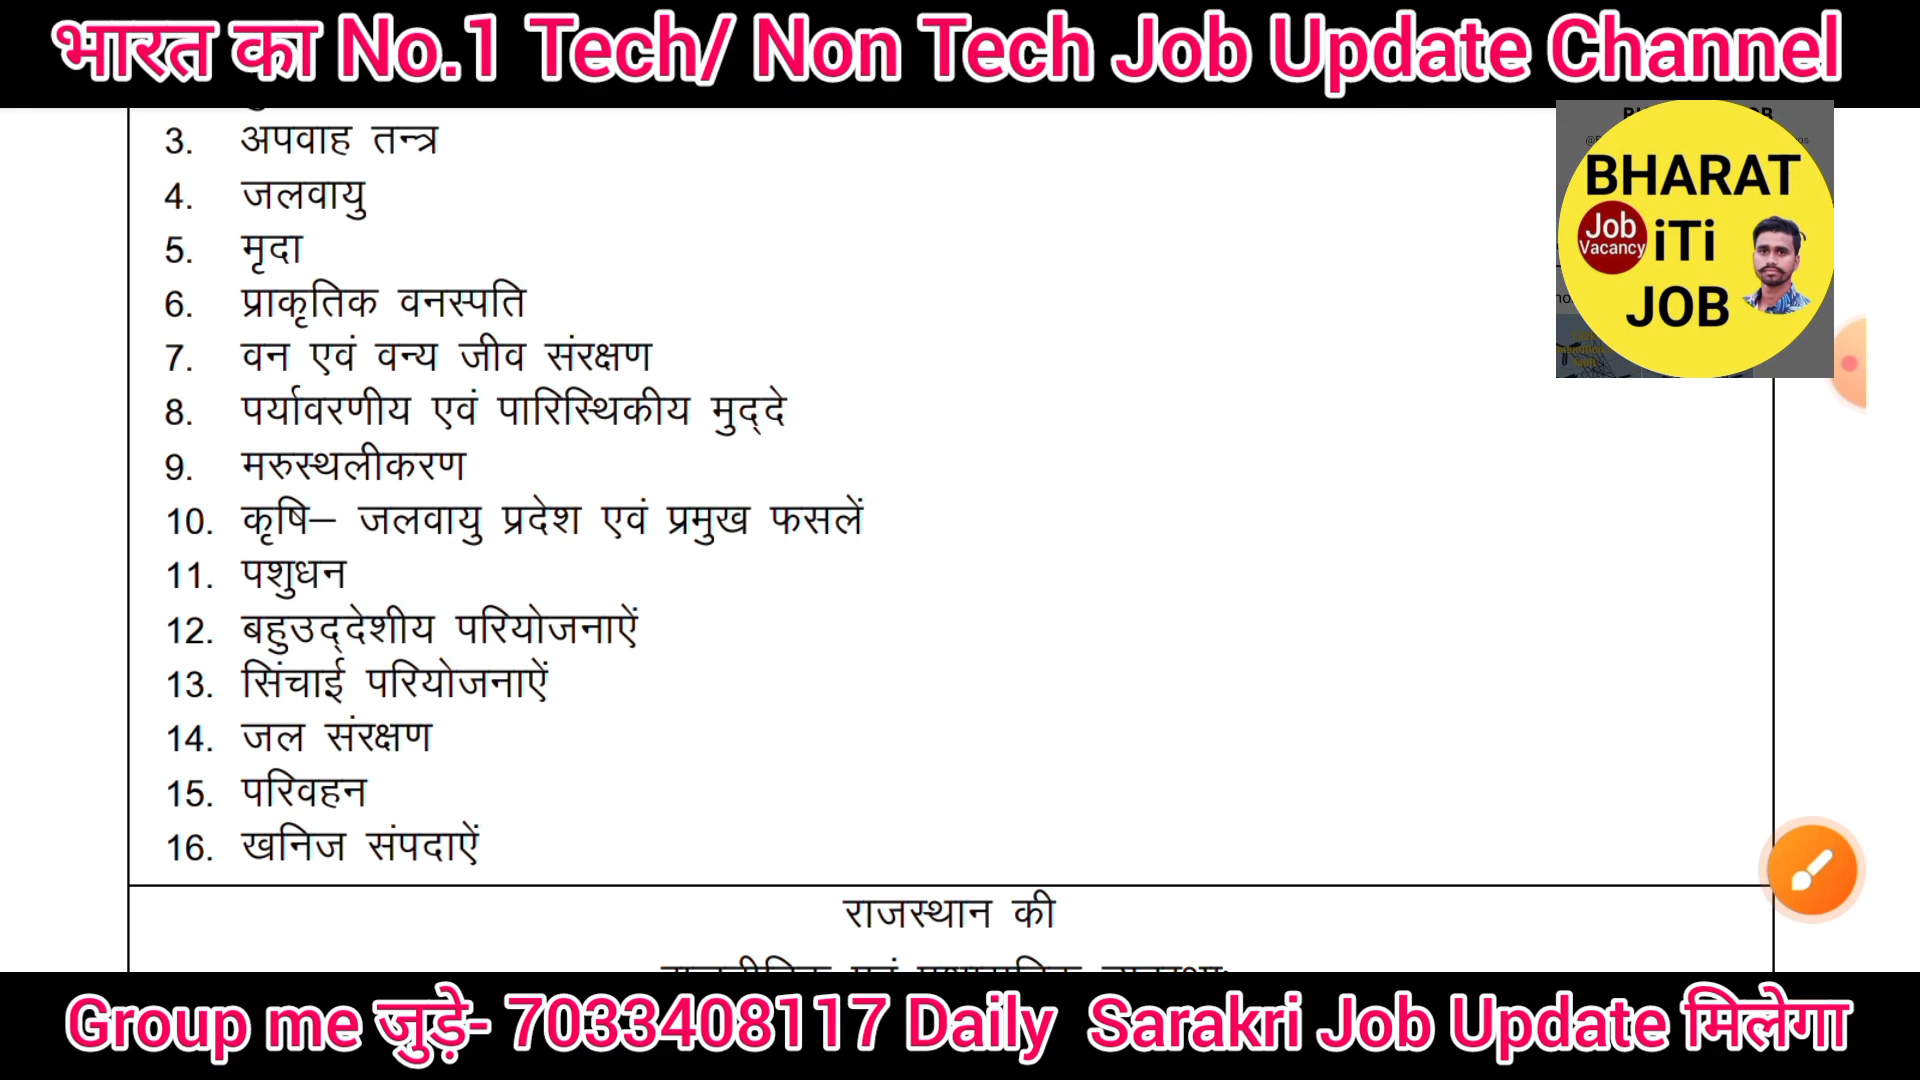 भारत का No.1 Tech/ Non Tech Job Update Channel
3. अपवाह तन्त्र
4. जलवायु
5. मृदा
6. प्राकृतिक वनस्पति
7. वन एवं वन्य जीव संरक्षण
8. पर्यावरणीय एवं पारिस्थिकीय मुद्दे
9. मरुस्थलीकरण
10. कृषि– जलवायु प्रदेश एवं प्रमुख फसलें
11. पशुधन
12. बहुउद्देशीय परियोजनाऐं
13. सिंचाई परियोजनाऐं
14. जल संरक्षण
15. परिवहन
16. खनिज संपदाऐं
राजस्थान की
BHARAT
Job
Vacancy
iTi
JOB
Group me जुड़े- 7033408117 Daily Sarakri Job Update मिलेगा